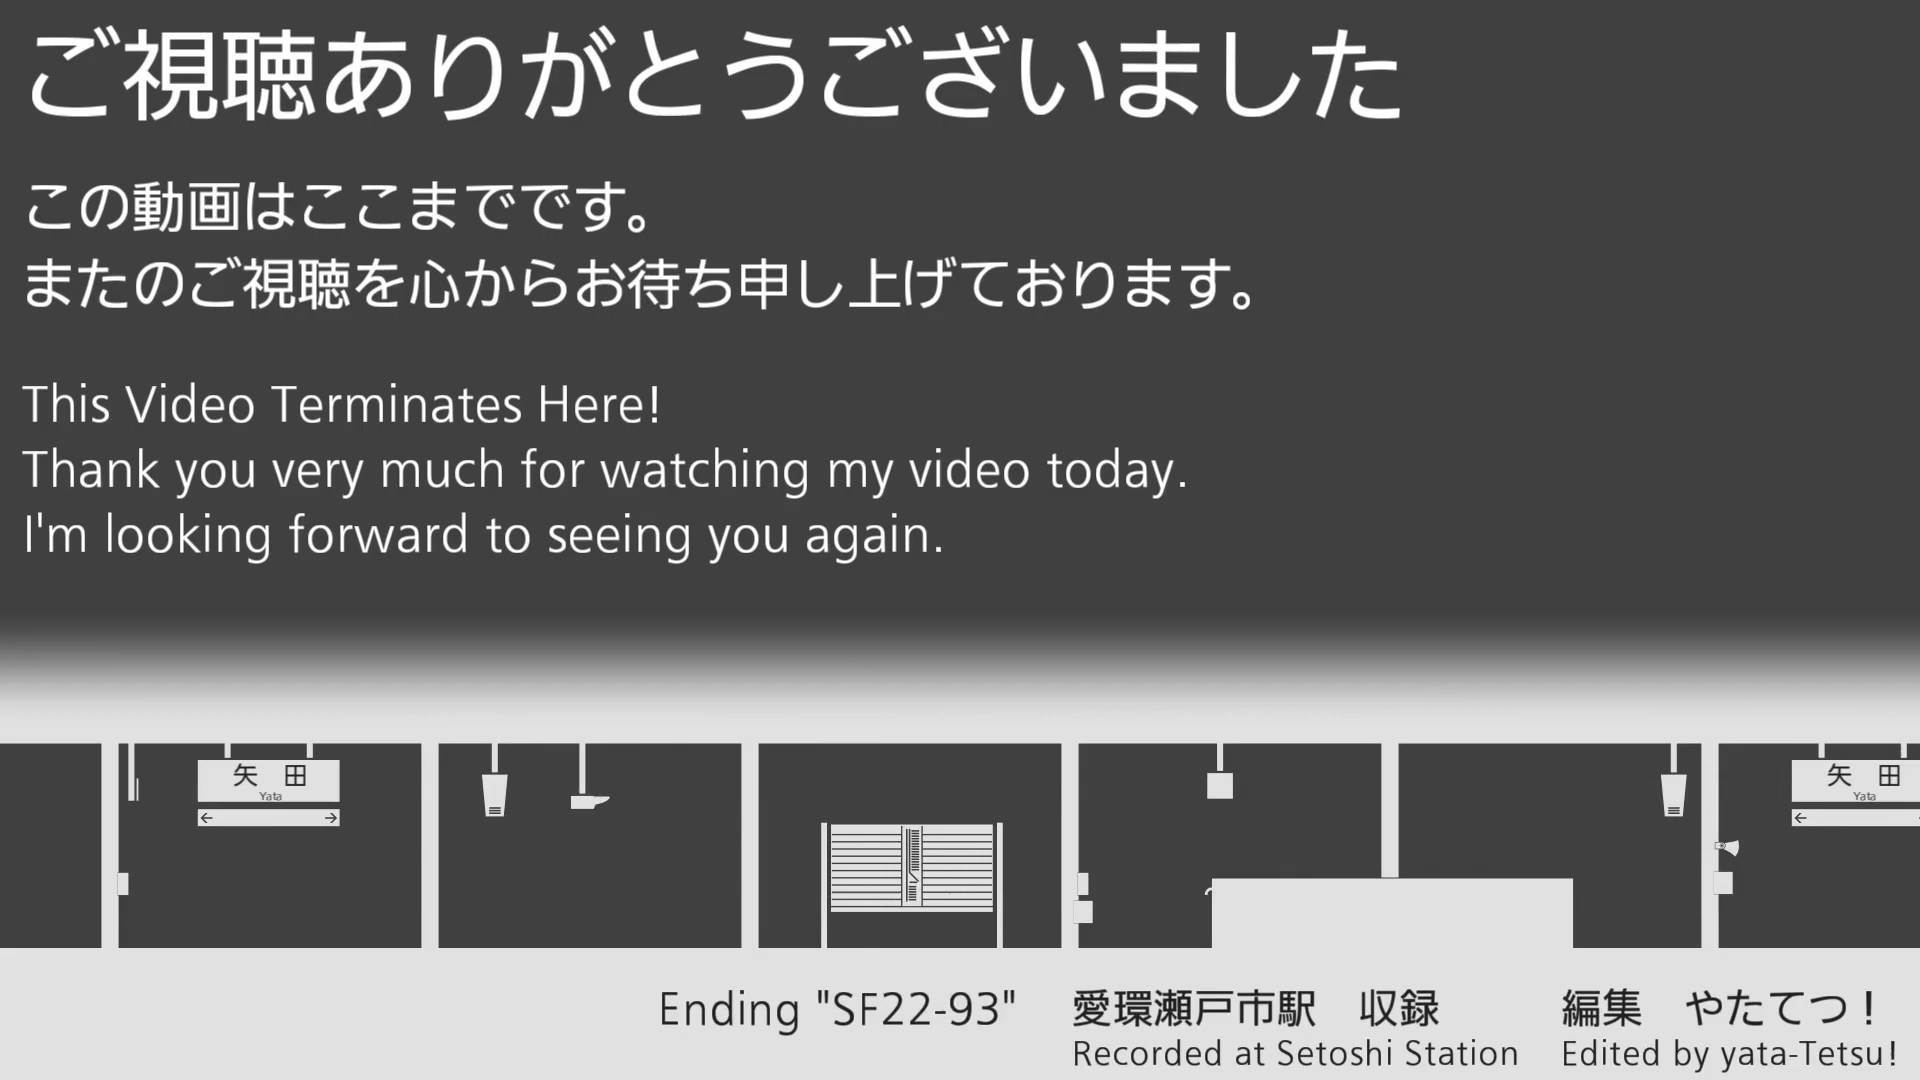 ご視聴ありがとうございました
この動画はここまでです。
またのご視聴を心からお待ち申し上げております。
This Video Terminates Here!
Thank you very much for watching my video today.
I'm looking forward to seeing you again.
矢 田
Yata
← →
矢 田
Yata
←
Ending "SF22-93"
愛環瀬戸市駅　収録
Recorded at Setoshi Station
編集　やたてつ！
Edited by yata-Tetsu!